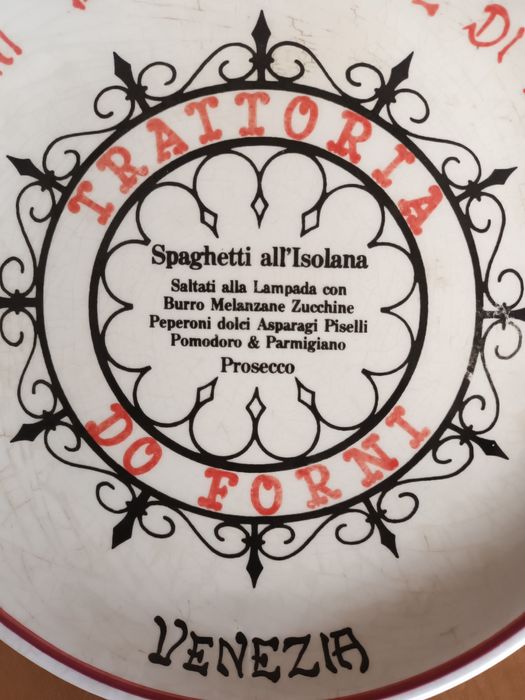 DI
TRATTORIA
Spaghetti all'Isolana
Saltati alla Lampada con
Burro Melanzane Zucchine
Peperoni dolci Asparagi Piselli
Pomodoro & Parmigiano
Prosecco
DO FORNI
VENEZIA